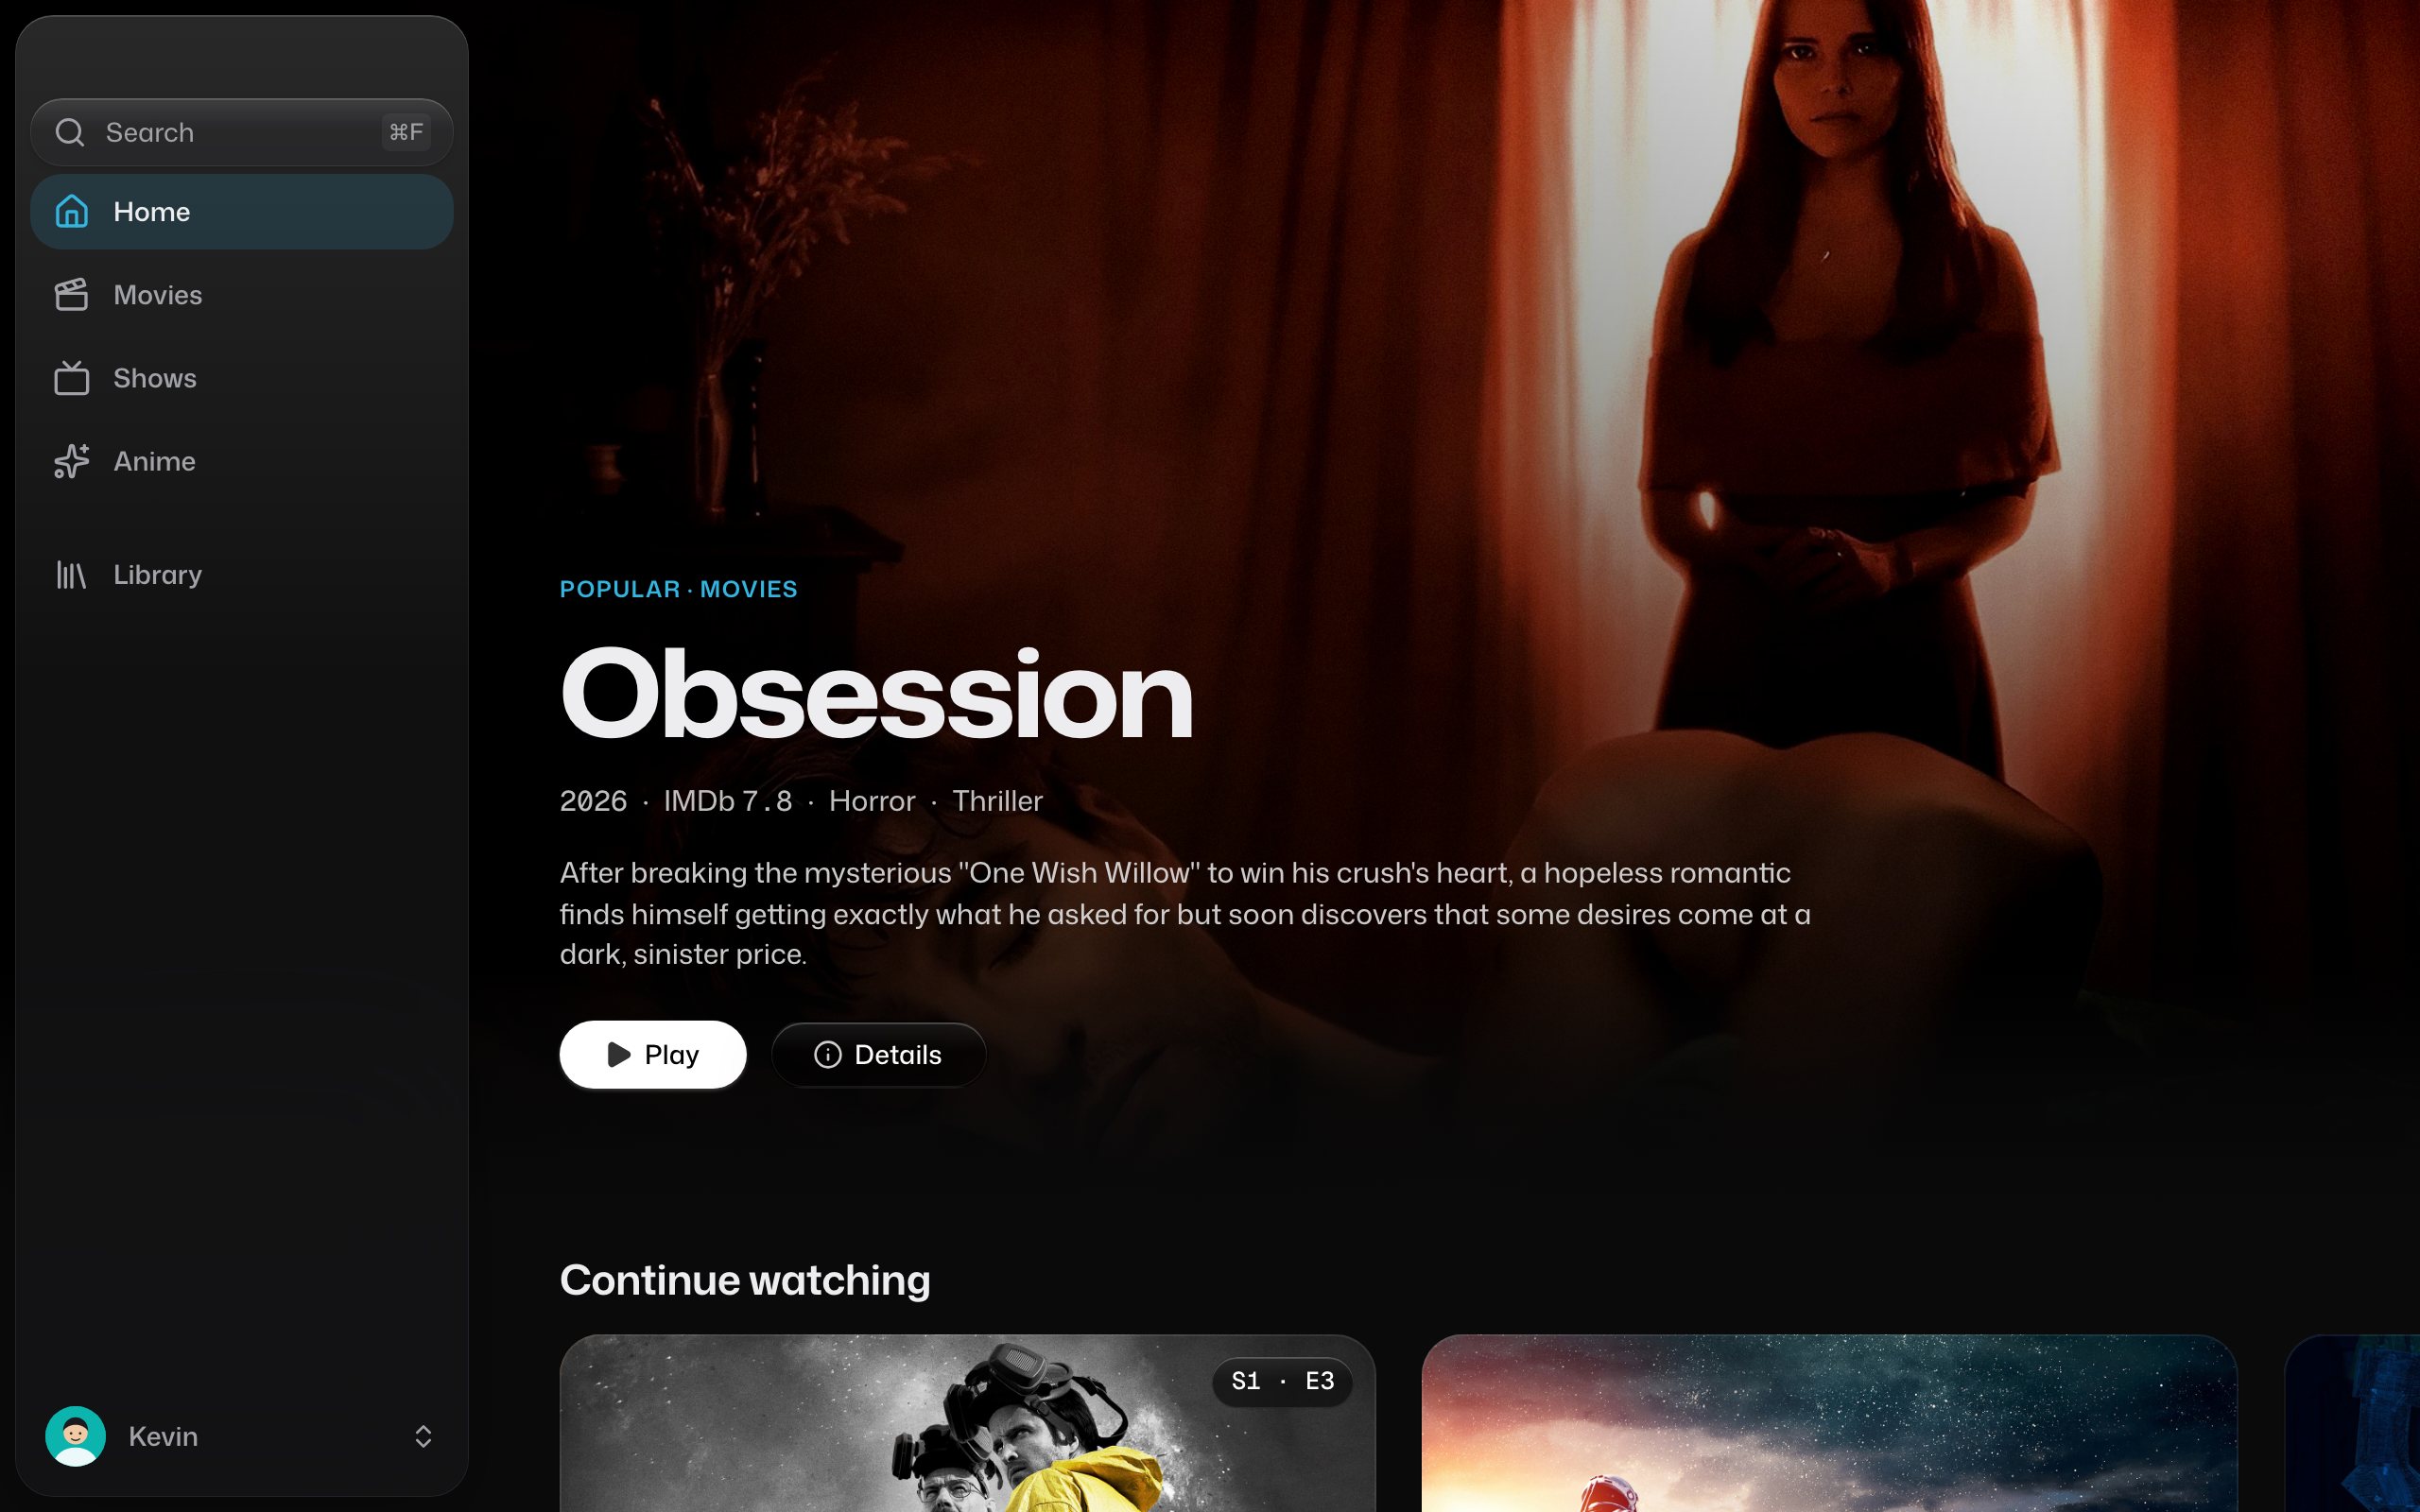 Search ⌘F
Home
Movies
Shows
Anime
Library
Kevin
POPULAR · MOVIES
Obsession
2026 · IMDb 7.8 · Horror · Thriller
After breaking the mysterious "One Wish Willow" to win his crush's heart, a hopeless romantic
finds himself getting exactly what he asked for but soon discovers that some desires come at a
dark, sinister price.
Play
Details
Continue watching
S1 · E3